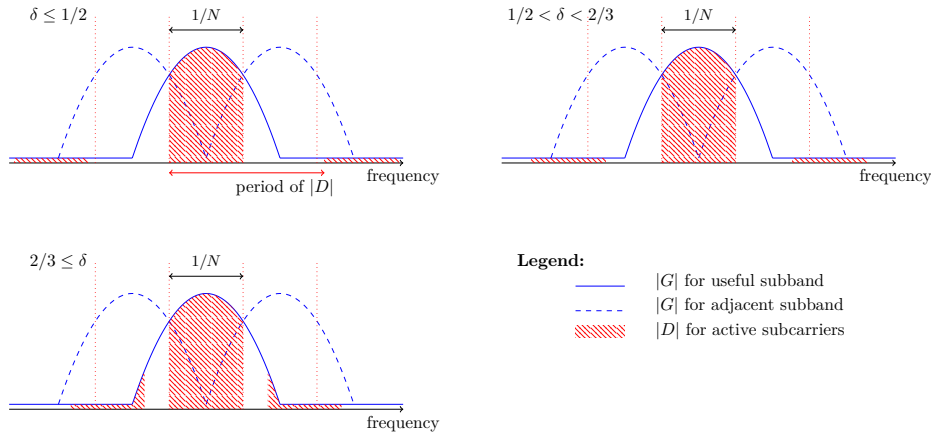 δ ≤ 1/2
1/N
frequency
period of |D|
1/2 < δ < 2/3
1/N
frequency
2/3 ≤ δ
1/N
frequency
Legend:
|G| for useful subband
|G| for adjacent subband
|D| for active subcarriers